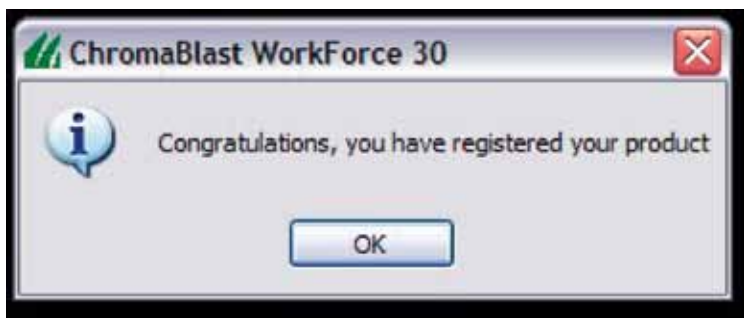 ChromaBlast WorkForce 30
Congratulations, you have registered your product
OK